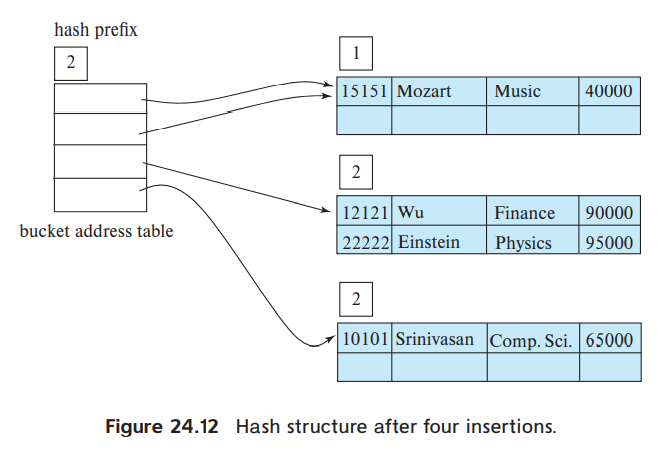 hash prefix
2
bucket address table
1
15151 Mozart Music 40000
2
12121 Wu Finance 90000
22222 Einstein Physics 95000
2
10101 Srinivasan Comp. Sci. 65000
Figure 24.12 Hash structure after four insertions.